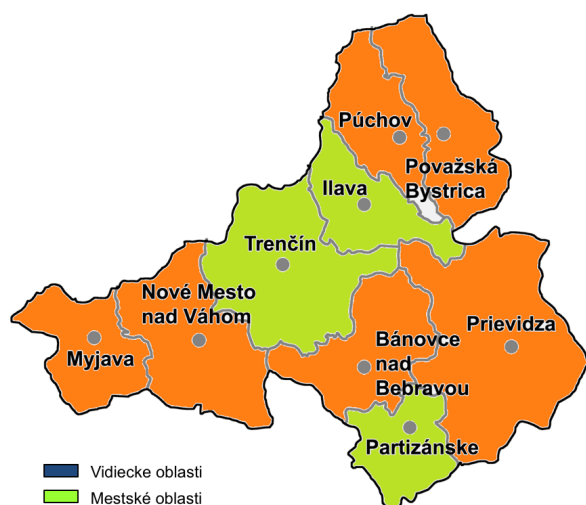 Púchov
Považská
Bystrica
Ilava
Trenčín
Nové Mesto
nad Váhom
Myjava
Bánovce
nad
Bebravou
Prievidza
Partizánske
Vidiecke oblasti
Mestské oblasti